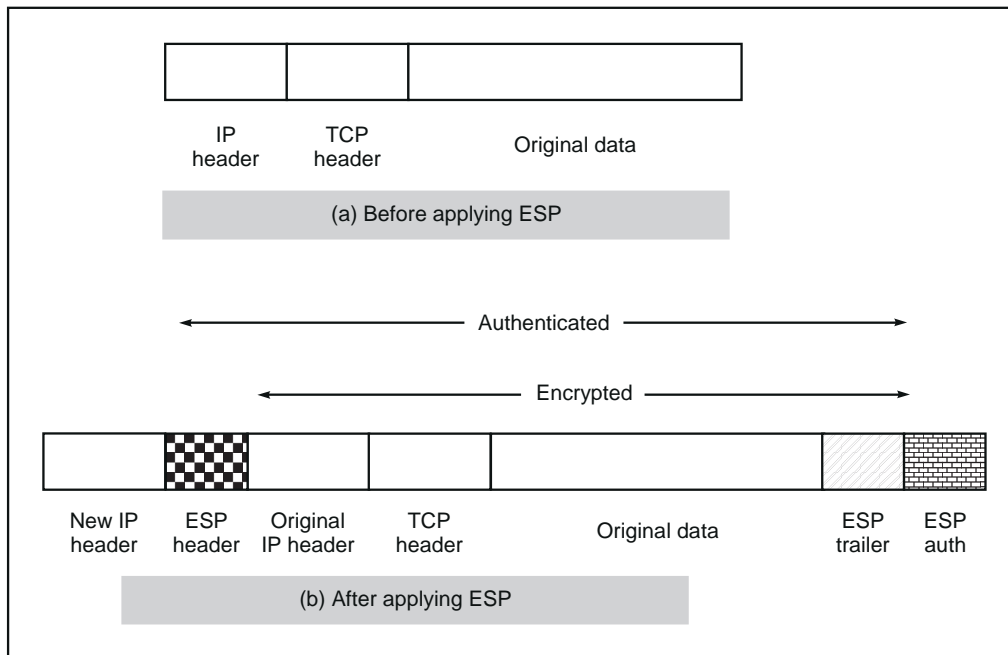 IP
header
TCP
header
Original data
(a) Before applying ESP
Authenticated
Encrypted
New IP
header
ESP
header
Original
IP header
TCP
header
Original data
ESP
trailer
ESP
auth
(b) After applying ESP